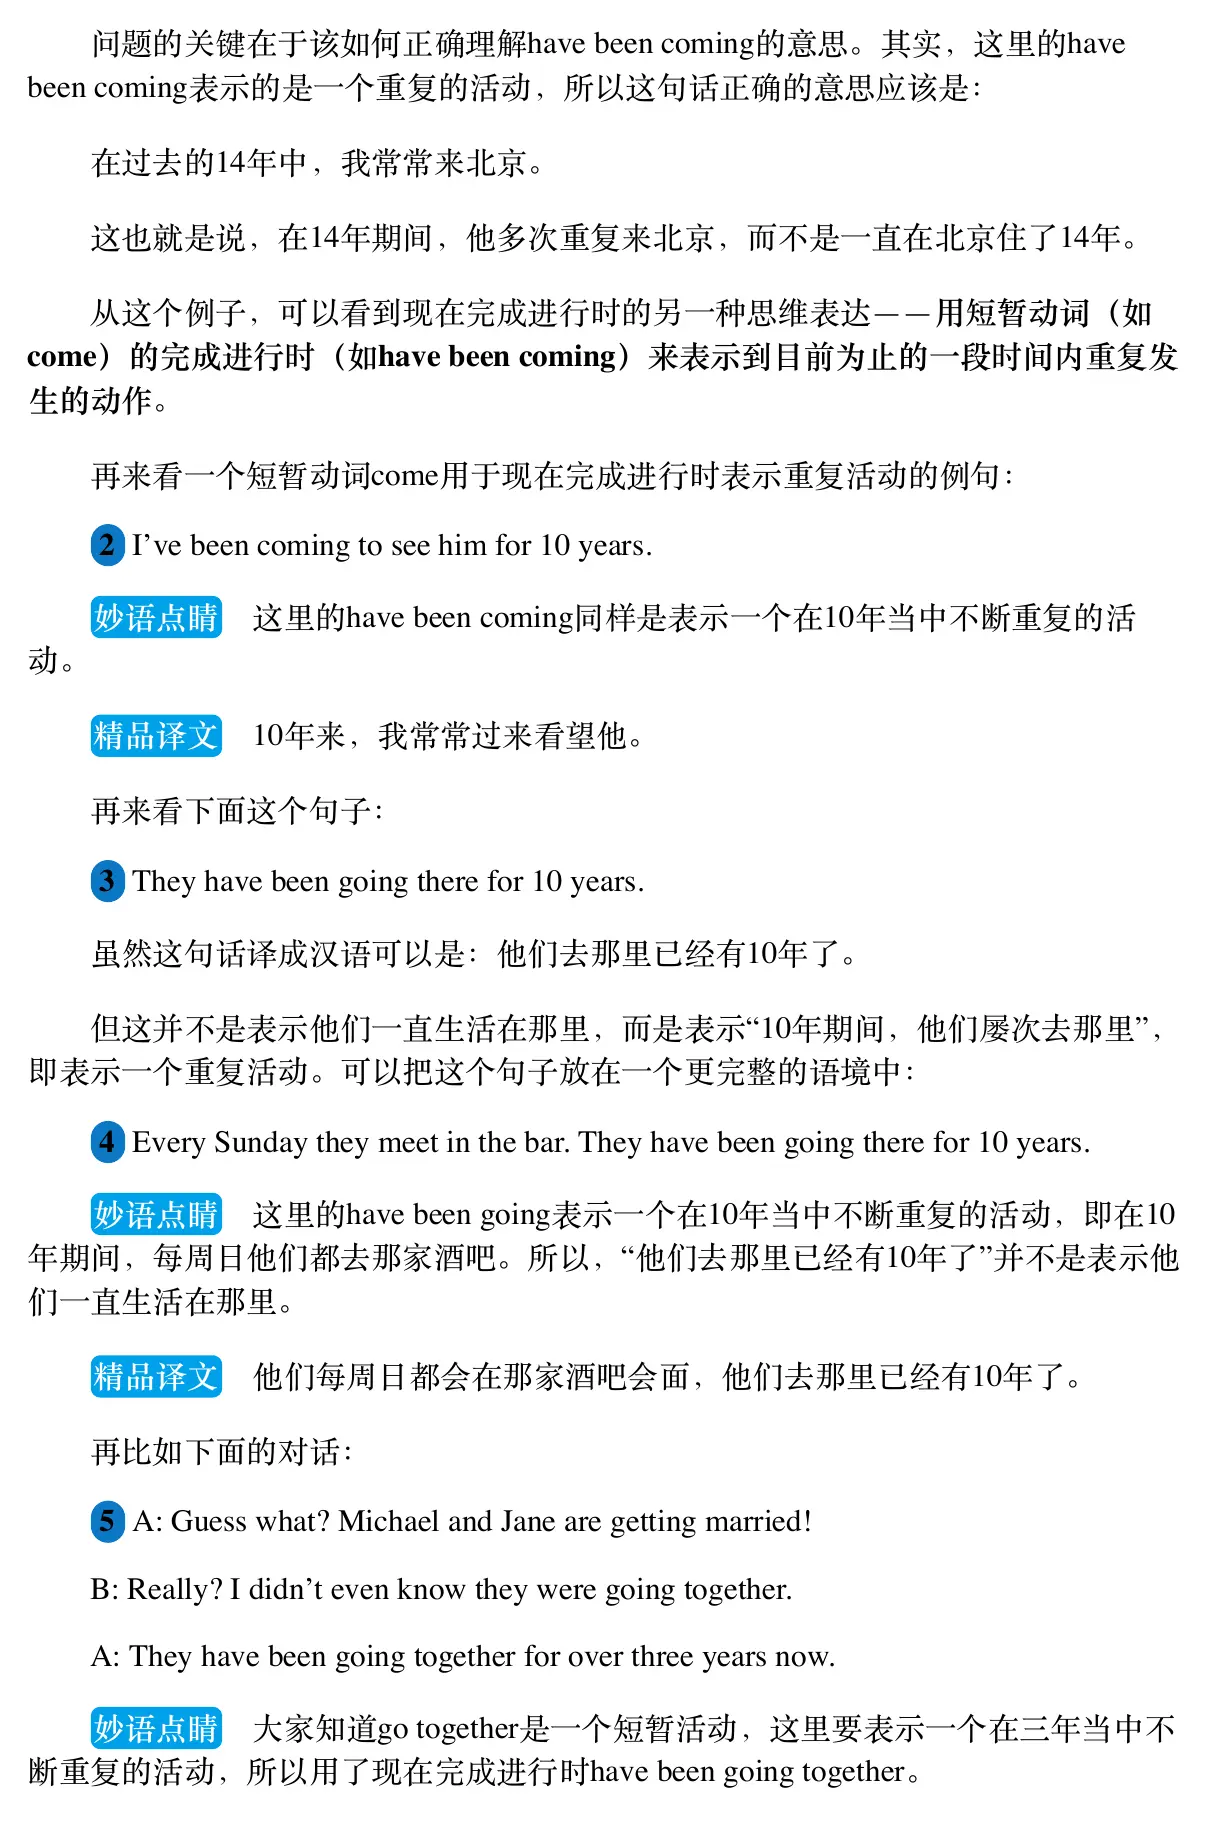 问题的关键在于该如何正确理解have been coming的意思。其实，这里的have
been coming表示的是一个重复的活动，所以这句话正确的意思应该是：
在过去的14年中，我常常来北京。
这也就是说，在14年期间，他多次重复来北京，而不是一直在北京住了14年。
从这个例子，可以看到现在完成进行时的另一种思维表达——用短暂动词（如
come）的完成进行时（如have been coming）来表示到目前为止的一段时间内重复发
生的动作。
再来看一个短暂动词come用于现在完成进行时表示重复活动的例句：
2 I’ve been coming to see him for 10 years.
妙语点睛 这里的have been coming同样是表示一个在10年当中不断重复的活
动。
精品译文 10年来，我常常过来看望他。
再来看下面这个句子：
3 They have been going there for 10 years.
虽然这句话译成汉语可以是：他们去那里已经有10年了。
但这并不是表示他们一直生活在那里，而是表示“10年期间，他们屡次去那里”，
即表示一个重复活动。可以把这个句子放在一个更完整的语境中：
4 Every Sunday they meet in the bar. They have been going there for 10 years.
妙语点睛 这里的have been going表示一个在10年当中不断重复的活动，即在10
年期间，每周日他们都去那家酒吧。所以，“他们去那里已经有10年了”并不是表示他
们一直生活在那里。
精品译文 他们每周日都会在那家酒吧会面，他们去那里已经有10年了。
再比如下面的对话：
5 A: Guess what? Michael and Jane are getting married!
B: Really? I didn’t even know they were going together.
A: They have been going together for over three years now.
妙语点睛 大家知道go together是一个短暂活动，这里要表示一个在三年当中不
断重复的活动，所以用了现在完成进行时have been going together。